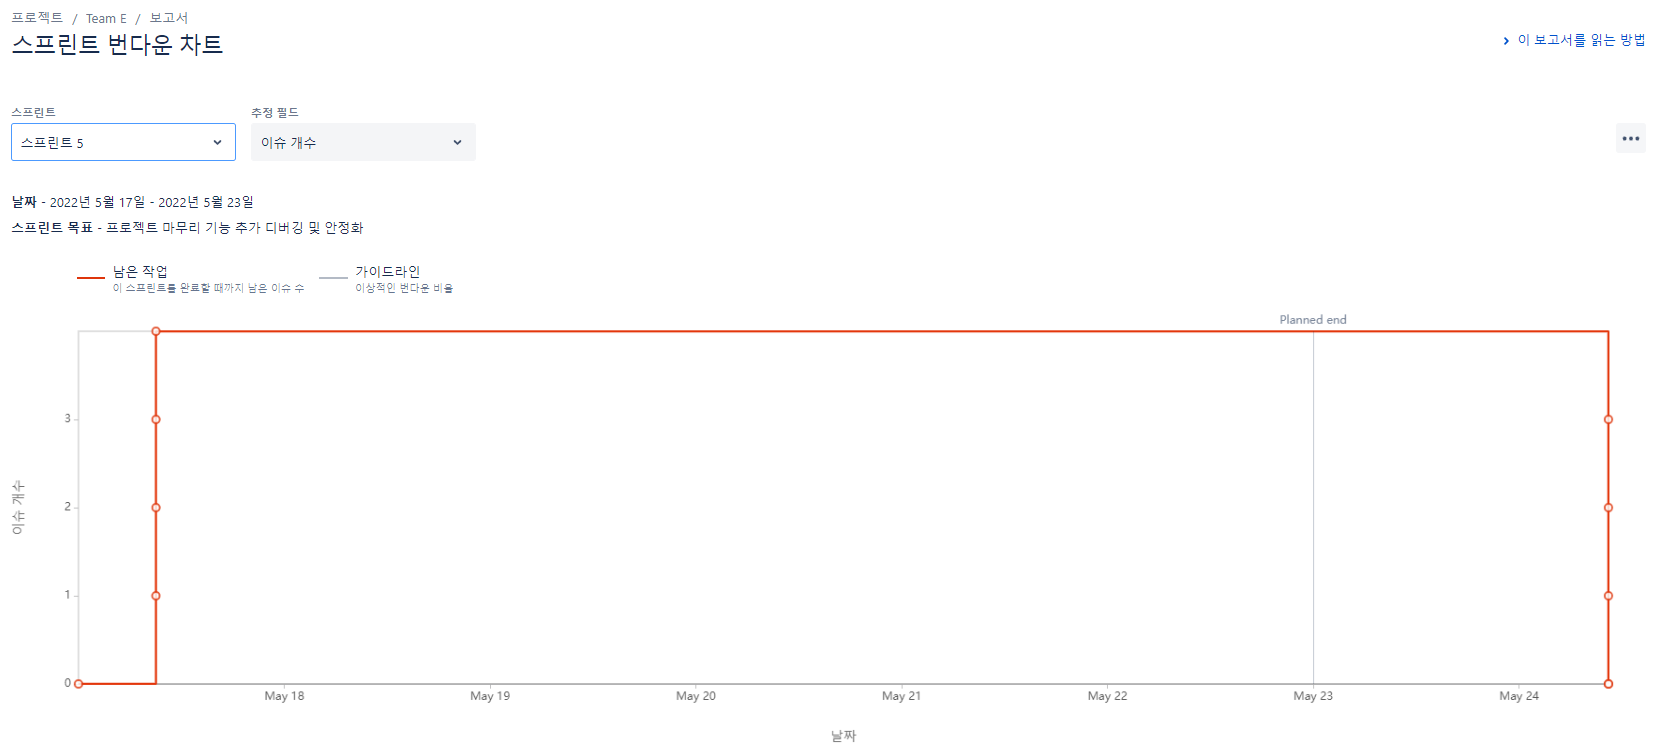 프로젝트 / Team E / 보고서
스프린트 번다운 차트
이 보고서를 읽는 방법
스프린트
추정 필드
스프린트 5
이슈 개수
날짜 - 2022년 5월 17일 - 2022년 5월 23일
스프린트 목표 - 프로젝트 마무리 기능 추가 디버깅 및 안정화
남은 작업
이 스프린트를 완료할 때까지 남은 이슈 수
가이드라인
이상적인 번다운 비율
Planned end
3
2
1
0
이슈 개수
May 18
May 19
May 20
May 21
May 22
May 23
May 24
날짜